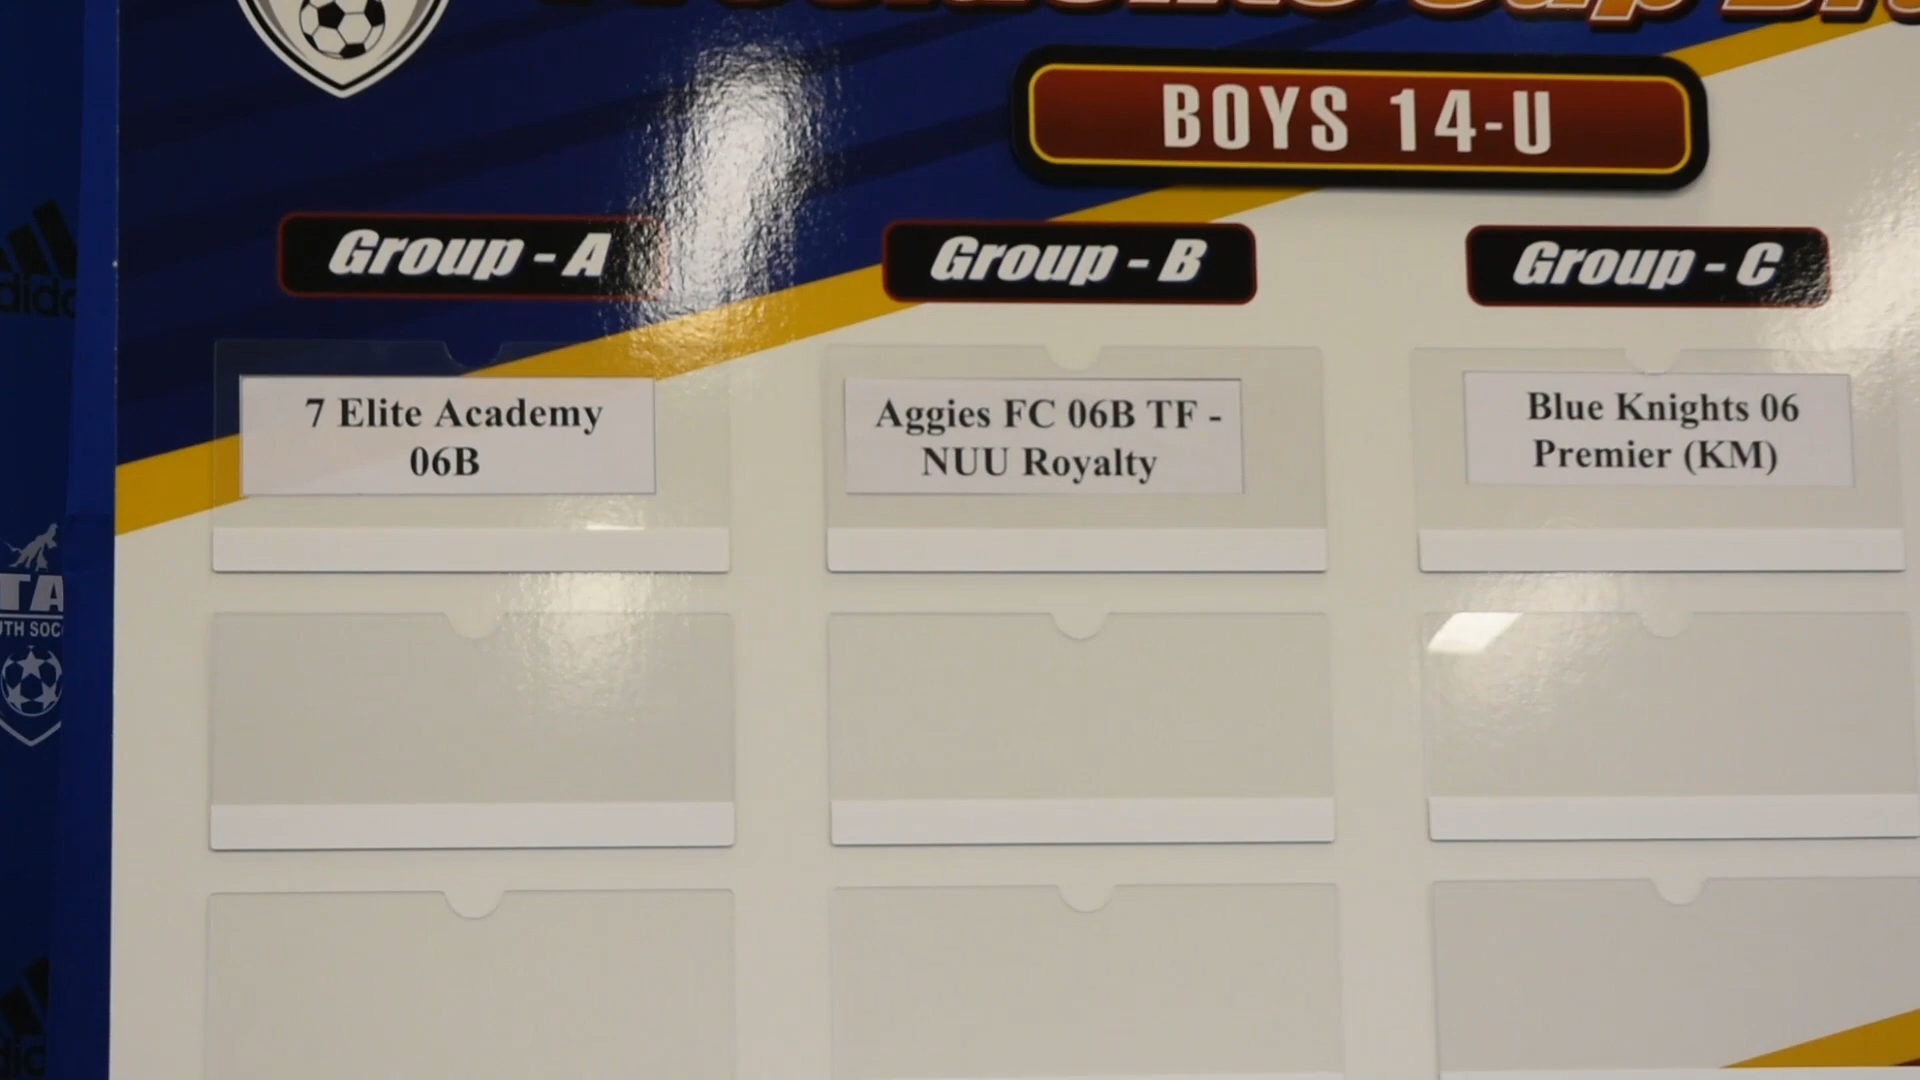 BOYS 14-U
Group - A
Group - B
Group - C
7 Elite Academy
06B
Aggies FC 06B TF -
NUU Royalty
Blue Knights 06
Premier (KM)